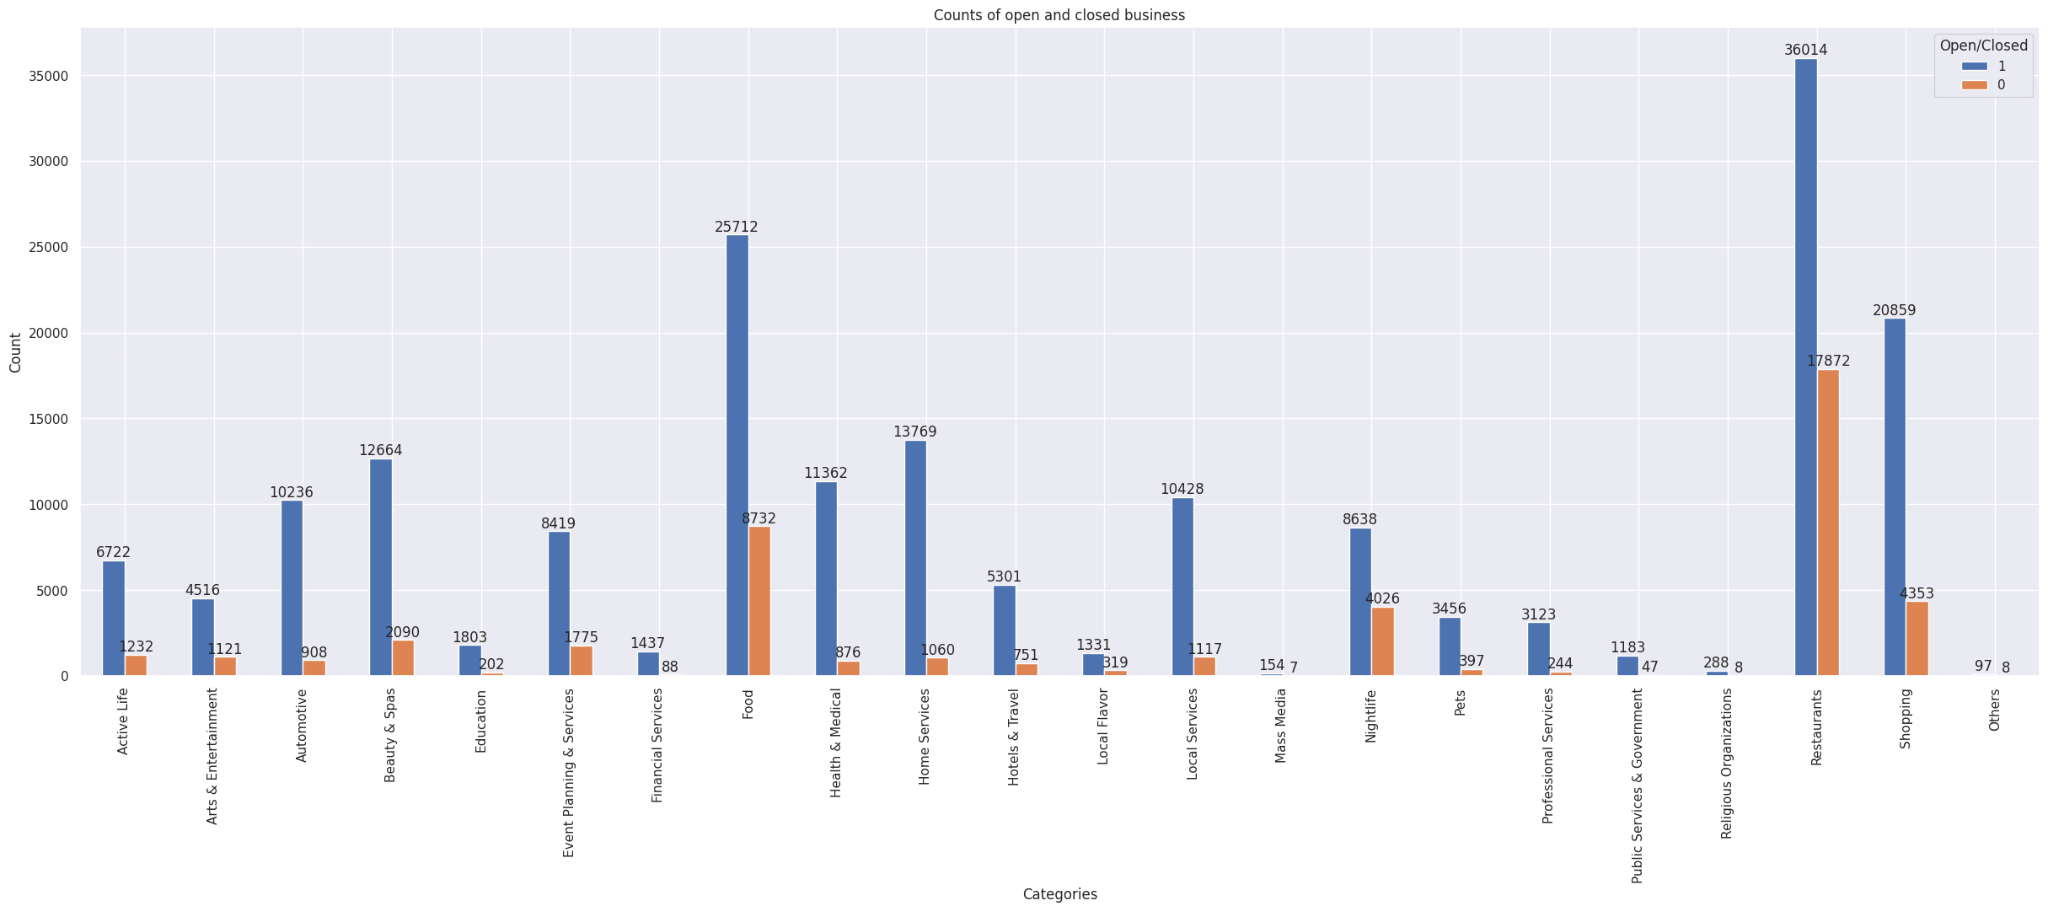 Counts of open and closed business
Open/Closed
1
0
Count
35000
30000
25000
20000
15000
10000
5000
0
6722
1232
4516
1121
10236
908
12664
2090
1803
202
8419
1775
1437
88
25712
8732
11362
876
13769
1060
5301
751
1331
319
10428
1117
154
7
8638
4026
3456
397
3123
244
1183
47
288
8
36014
17872
20859
4353
97
8
Active Life
Arts & Entertainment
Automotive
Beauty & Spas
Education
Event Planning & Services
Financial Services
Food
Health & Medical
Home Services
Hotels & Travel
Local Flavor
Local Services
Mass Media
Nightlife
Pets
Professional Services
Public Services & Government
Religious Organizations
Restaurants
Shopping
Others
Categories